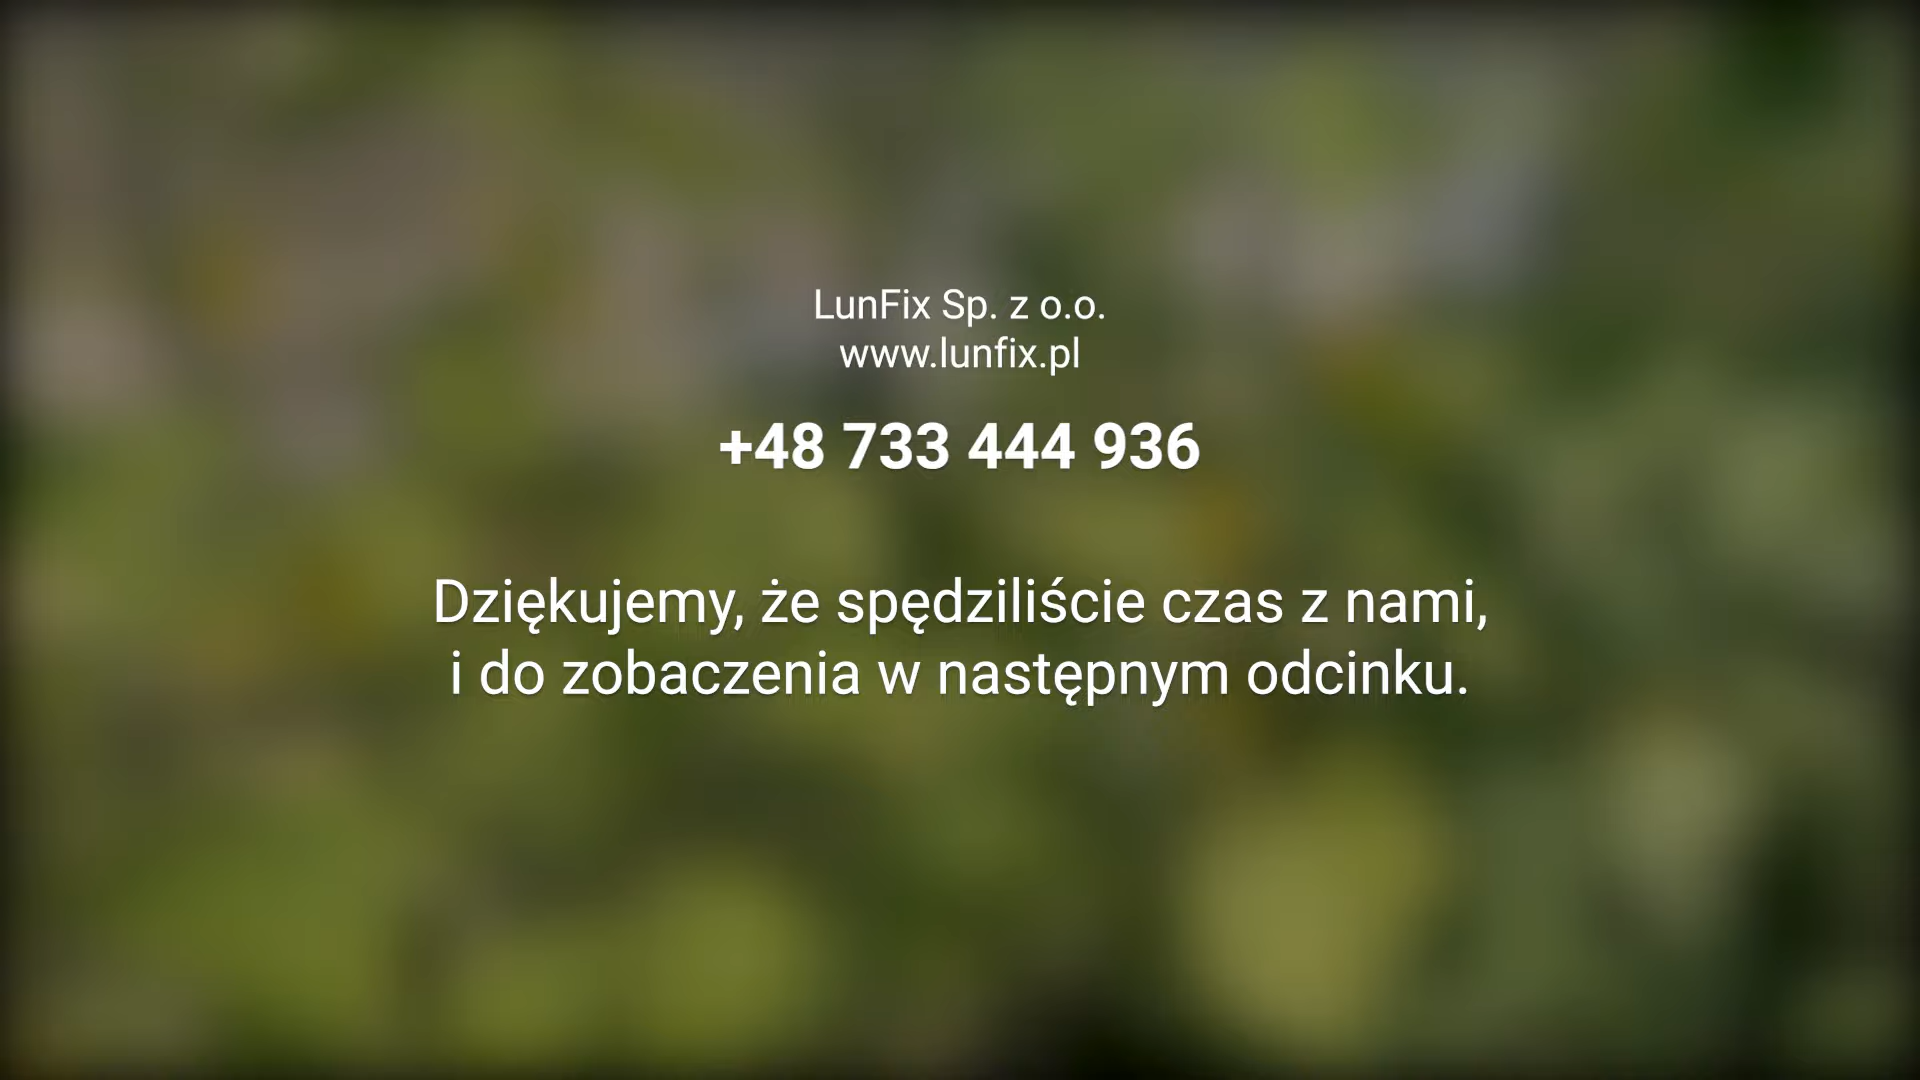 LunFix Sp. z o.o.
www.lunfix.pl
+48 733 444 936
Dziękujemy, że spędziliście czas z nami,
i do zobaczenia w następnym odcinku.